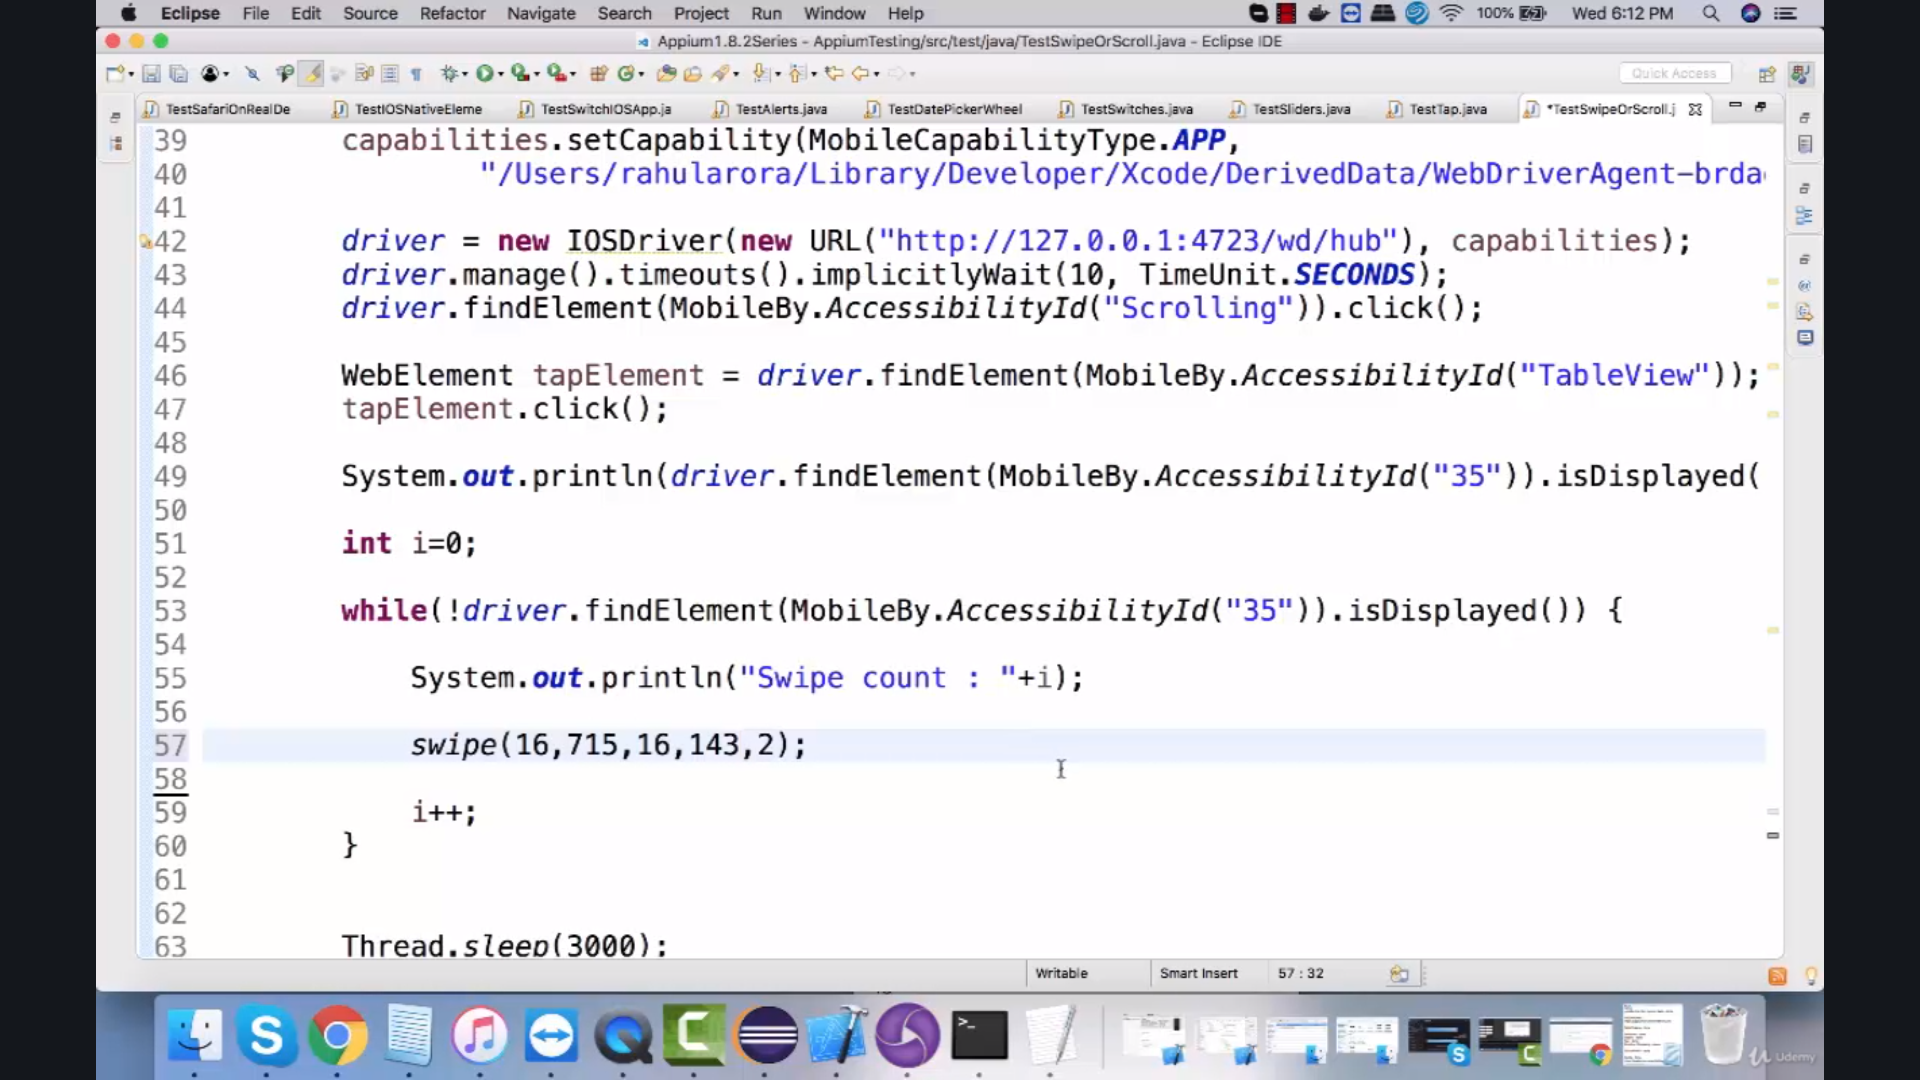 Eclipse File Edit Source Refactor Navigate Search Project Run Window Help 100% Wed 6:12 PM
Appium1.8.2Series - AppiumTesting/src/test/java/TestSwipeOrScroll.java - Eclipse IDE
Quick Access
TestSafariOnRealDe TestIOSNativeEleme TestSwitchIOSApp.ja TestAlerts.java TestDatePickerWheel TestSwitches.java TestSliders.java TestTap.java *TestSwipeOrScroll.j
39 capabilities.setCapability(MobileCapabilityType.APP,
40 "/Users/rahularora/Library/Developer/Xcode/DerivedData/WebDriverAgent-brda
41
42 driver = new IOSDriver(new URL("http://127.0.0.1:4723/wd/hub"), capabilities);
43 driver.manage().timeouts().implicitlyWait(10, TimeUnit.SECONDS);
44 driver.findElement(MobileBy.AccessibilityId("Scrolling")).click();
45
46 WebElement tapElement = driver.findElement(MobileBy.AccessibilityId("TableView"));
47 tapElement.click();
48
49 System.out.println(driver.findElement(MobileBy.AccessibilityId("35")).isDisplayed(
50
51 int i=0;
52
53 while(!driver.findElement(MobileBy.AccessibilityId("35")).isDisplayed()) {
54
55 System.out.println("Swipe count : "+i);
56
57 swipe(16,715,16,143,2);
58
59 i++;
60 }
61
62
63 Thread.sleep(3000);
Writable Smart Insert 57 : 32
Udemy